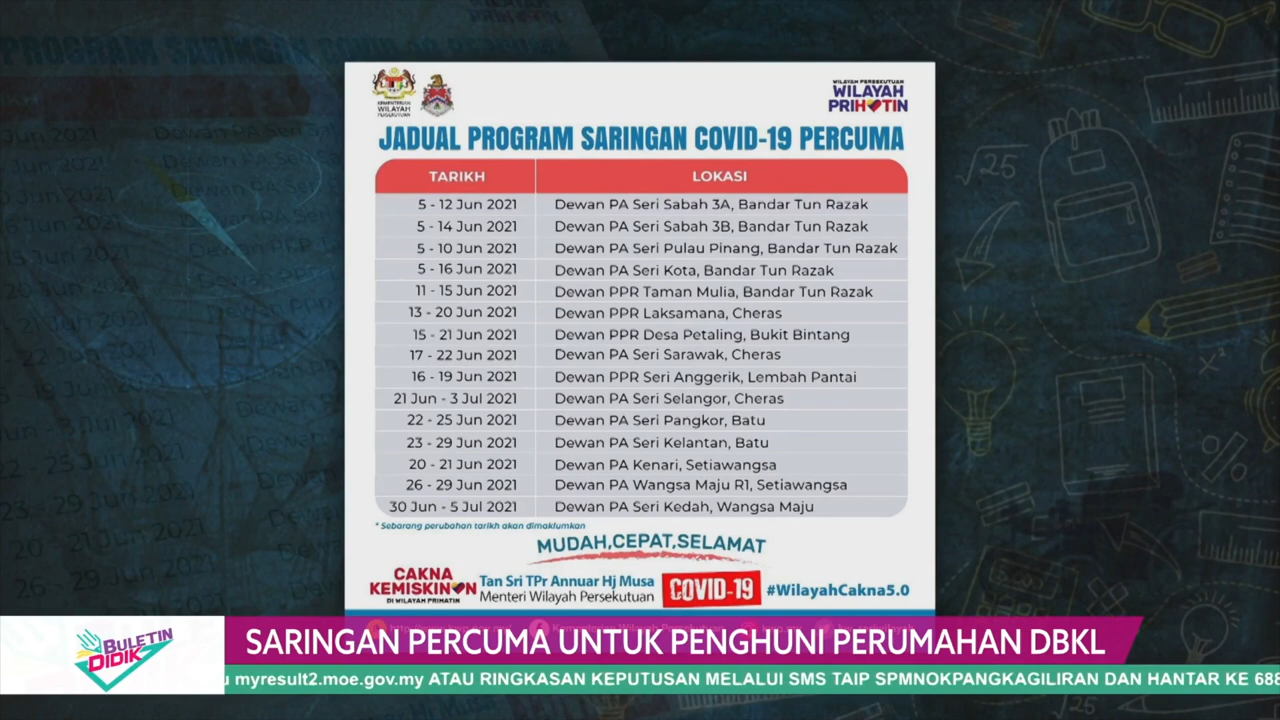 KEMENTERIAN
WILAYAH
PERSEKUTUAN
WILAYAH PERSEKUTUAN
WILAYAH
PRIHATIN
JADUAL PROGRAM SARINGAN COVID-19 PERCUMA
TARIKH LOKASI
5 - 12 Jun 2021 Dewan PA Seri Sabah 3A, Bandar Tun Razak
5 - 14 Jun 2021 Dewan PA Seri Sabah 3B, Bandar Tun Razak
5 - 10 Jun 2021 Dewan PA Seri Pulau Pinang, Bandar Tun Razak
5 - 16 Jun 2021 Dewan PA Seri Kota, Bandar Tun Razak
11 - 15 Jun 2021 Dewan PPR Taman Mulia, Bandar Tun Razak
13 - 20 Jun 2021 Dewan PPR Laksamana, Cheras
15 - 21 Jun 2021 Dewan PPR Desa Petaling, Bukit Bintang
17 - 22 Jun 2021 Dewan PA Seri Sarawak, Cheras
16 - 19 Jun 2021 Dewan PPR Seri Anggerik, Lembah Pantai
21 Jun - 3 Jul 2021 Dewan PA Seri Selangor, Cheras
22 - 25 Jun 2021 Dewan PA Seri Pangkor, Batu
23 - 29 Jun 2021 Dewan PA Seri Kelantan, Batu
20 - 21 Jun 2021 Dewan PA Kenari, Setiawangsa
26 - 29 Jun 2021 Dewan PA Wangsa Maju R1, Setiawangsa
30 Jun - 5 Jul 2021 Dewan PA Seri Kedah, Wangsa Maju
* Sebarang perubahan tarikh akan dimaklumkan
MUDAH,CEPAT,SELAMAT
CAKNA
KEMISKINAN
DI WILAYAH PRIHATIN
Tan Sri TPr Annuar Hj Musa
Menteri Wilayah Persekutuan
COVID-19
#WilayahCakna5.0
BULETIN
DIDIK
SARINGAN PERCUMA UNTUK PENGHUNI PERUMAHAN DBKL
u myresult2.moe.gov.my ATAU RINGKASAN KEPUTUSAN MELALUI SMS TAIP SPMNOKPANGKAGILIRAN DAN HANTAR KE 688